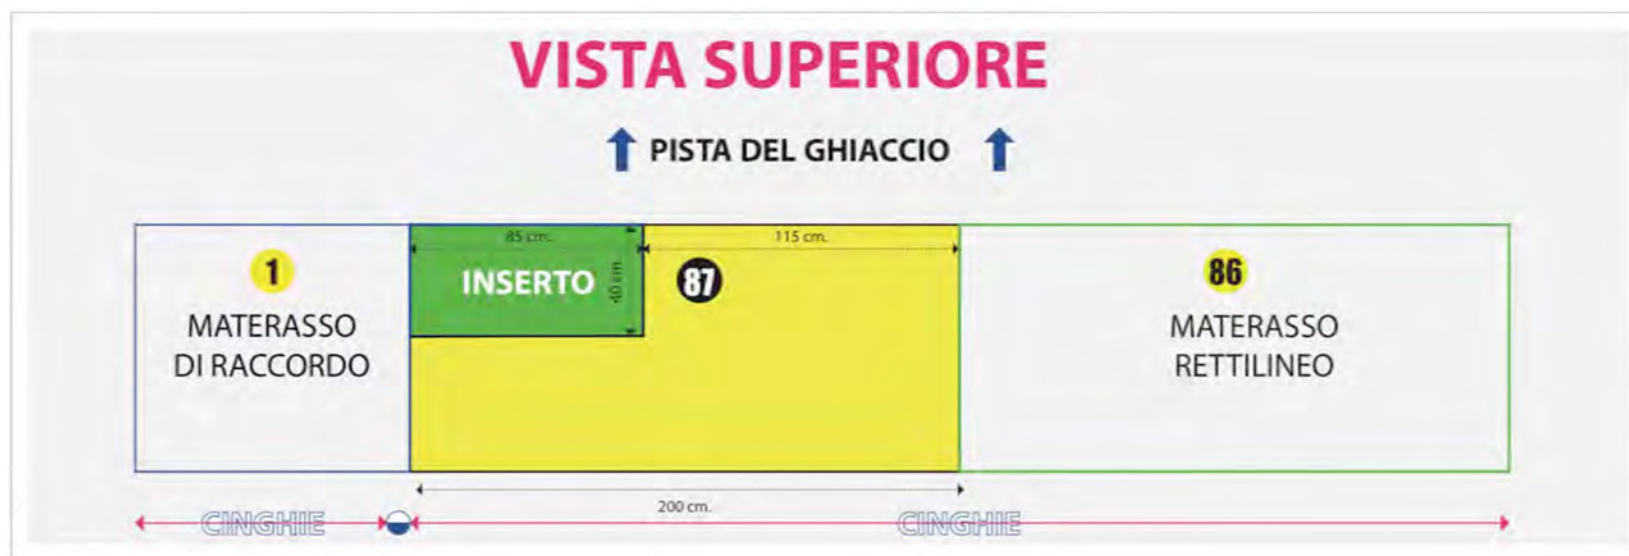 VISTA SUPERIORE
PISTA DEL GHIACCIO
85 cm.
115 cm.
1
INSERTO
40 cm.
87
86
MATERASSO
DI RACCORDO
MATERASSO
RETTILINEO
200 cm.
CINGHIE
CINGHIE